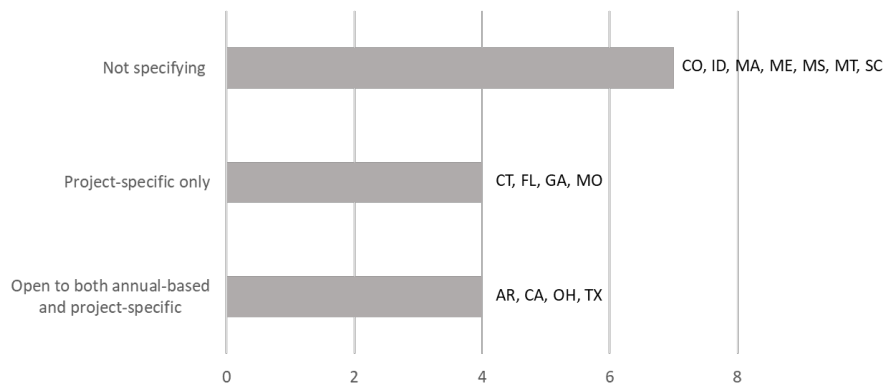 Not specifying
CO, ID, MA, ME, MS, MT, SC
Project-specific only
CT, FL, GA, MO
Open to both annual-based
and project-specific
AR, CA, OH, TX
0 2 4 6 8